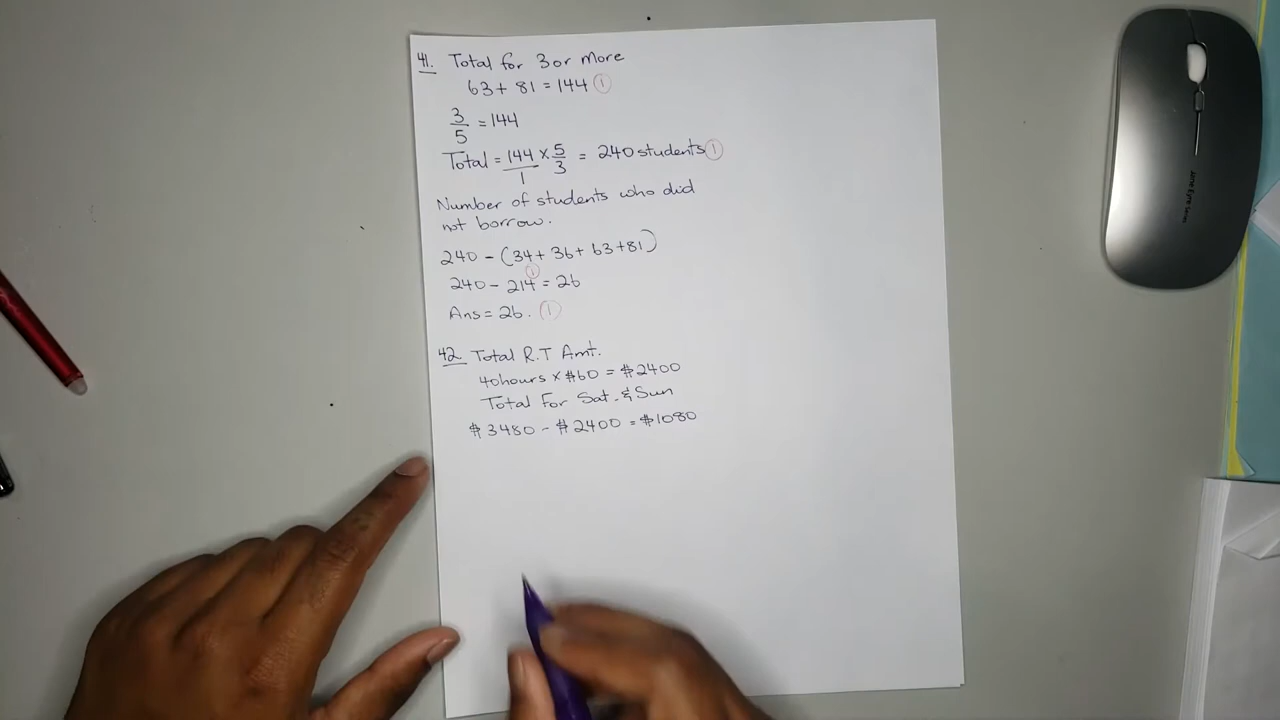 41. Total for 3 or More
63 + 81 = 144 ①
3/5 = 144
Total = 144/1 × 5/3 = 240 students ①
Number of students who did
not borrow.
240 - (34 + 36 + 63 + 81)
240 - 214 = 26 ①
Ans = 26. ①
42. Total R.T Amt.
40hours × $60 = $2400
Total For Sat. & Sun
$3480 - $2400 = $1080